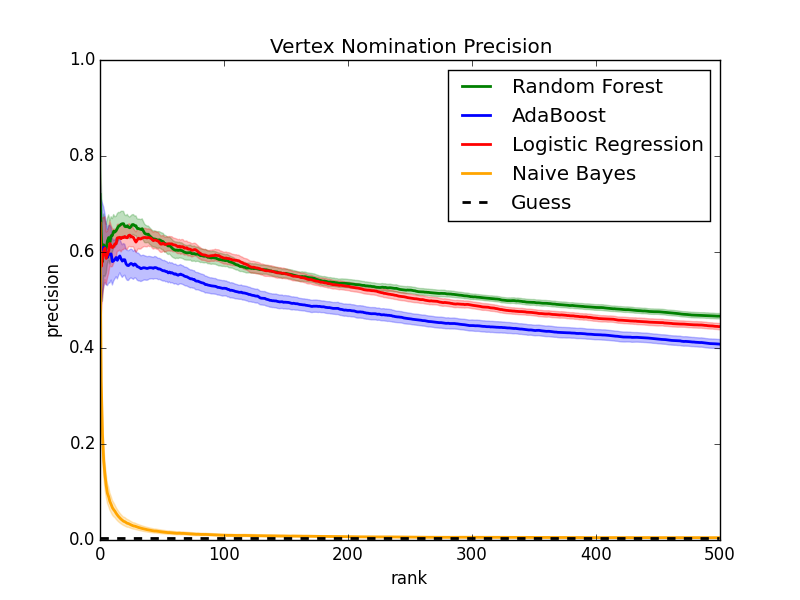 Vertex Nomination Precision
1.0
0.8
0.6
0.4
0.2
0.0
precision
Random Forest
AdaBoost
Logistic Regression
Naive Bayes
Guess
0 100 200 300 400 500
rank